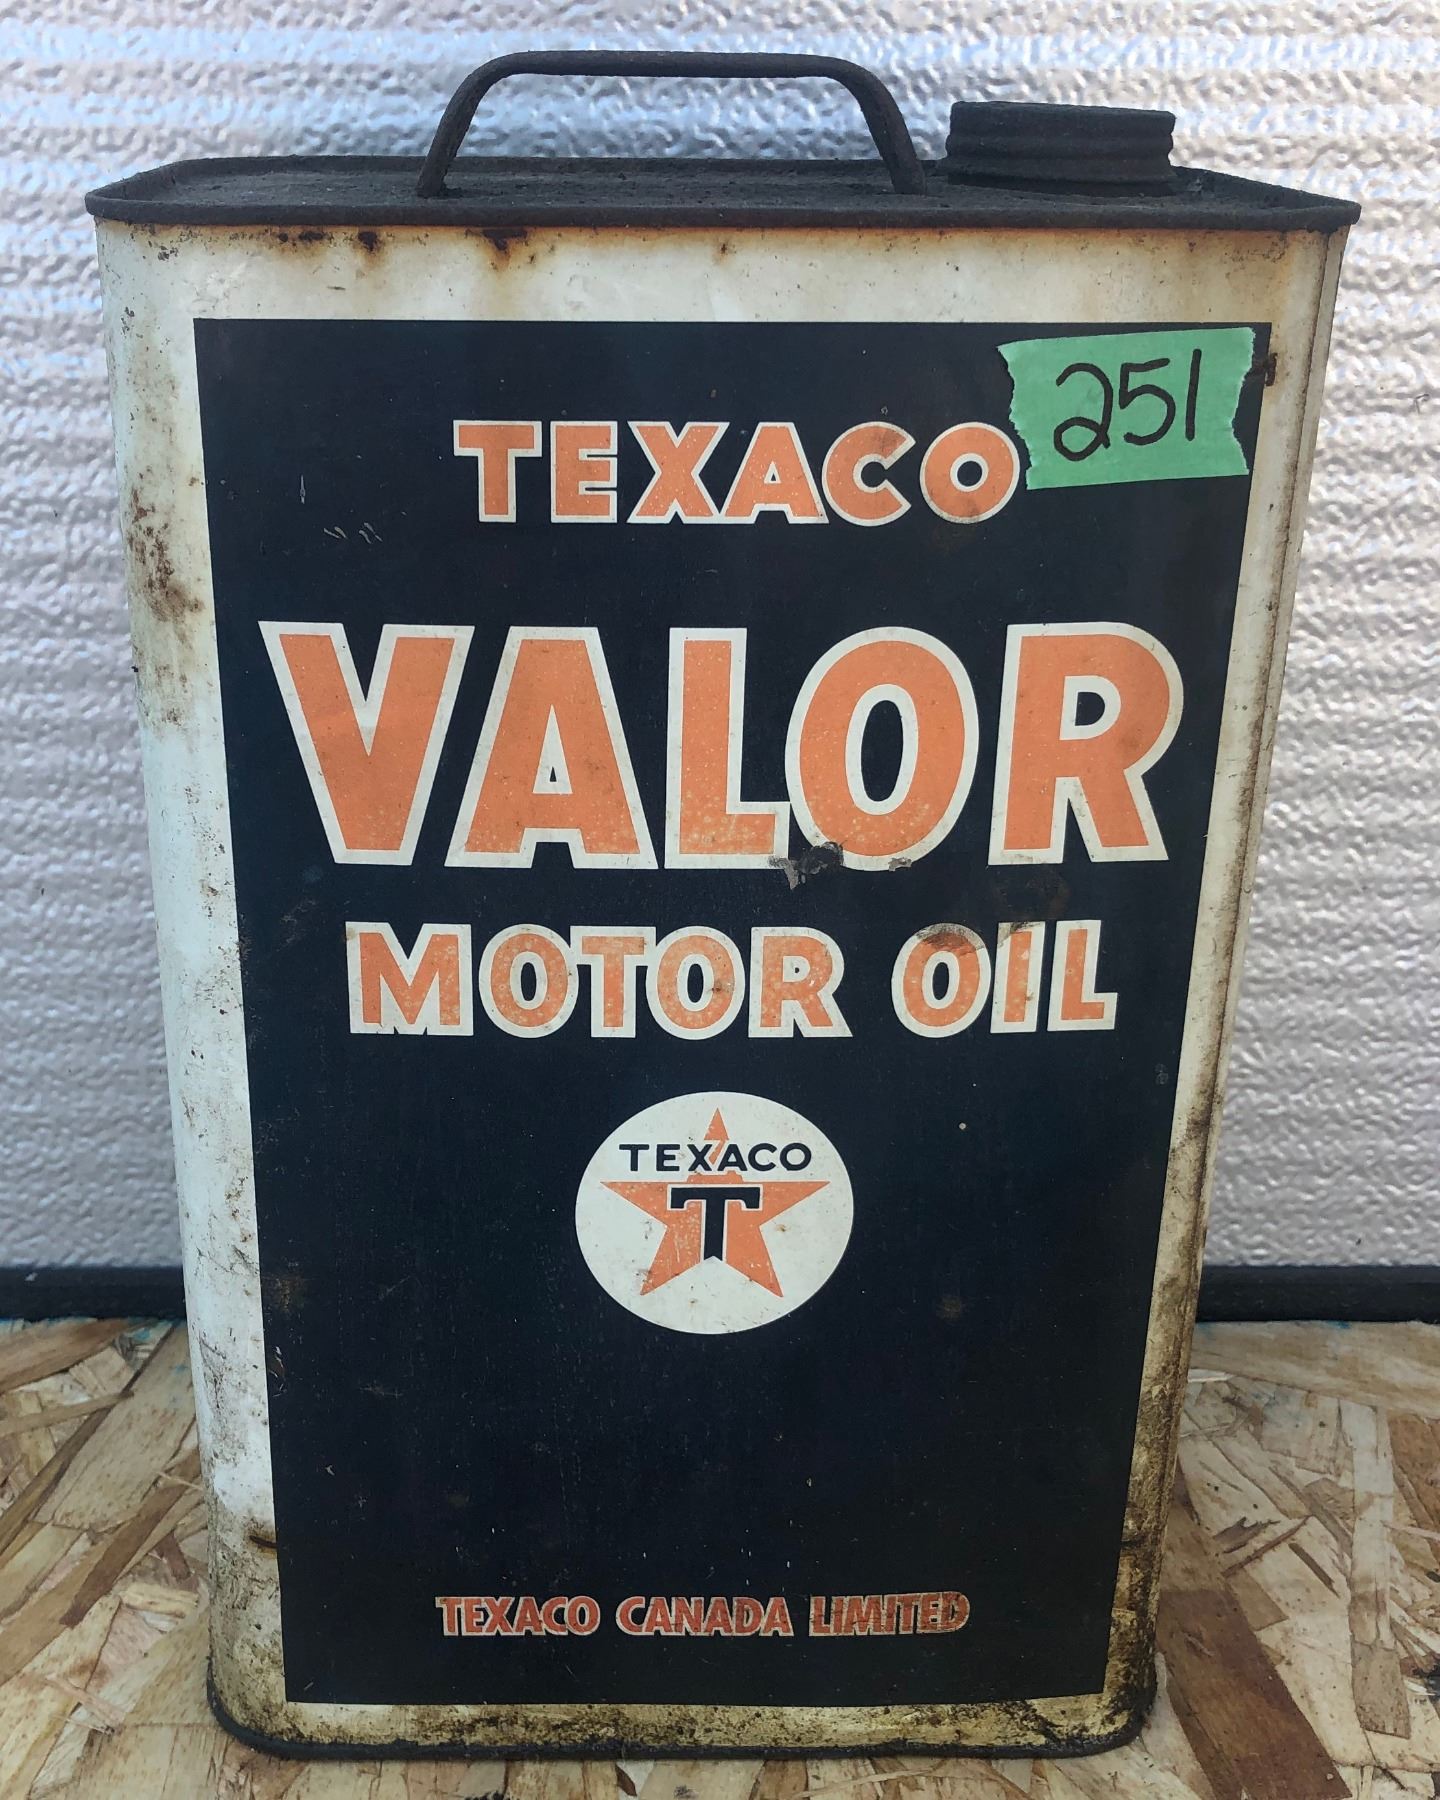 251
TEXACO
VALOR
MOTOR OIL
TEXACO
T
TEXACO CANADA LIMITED